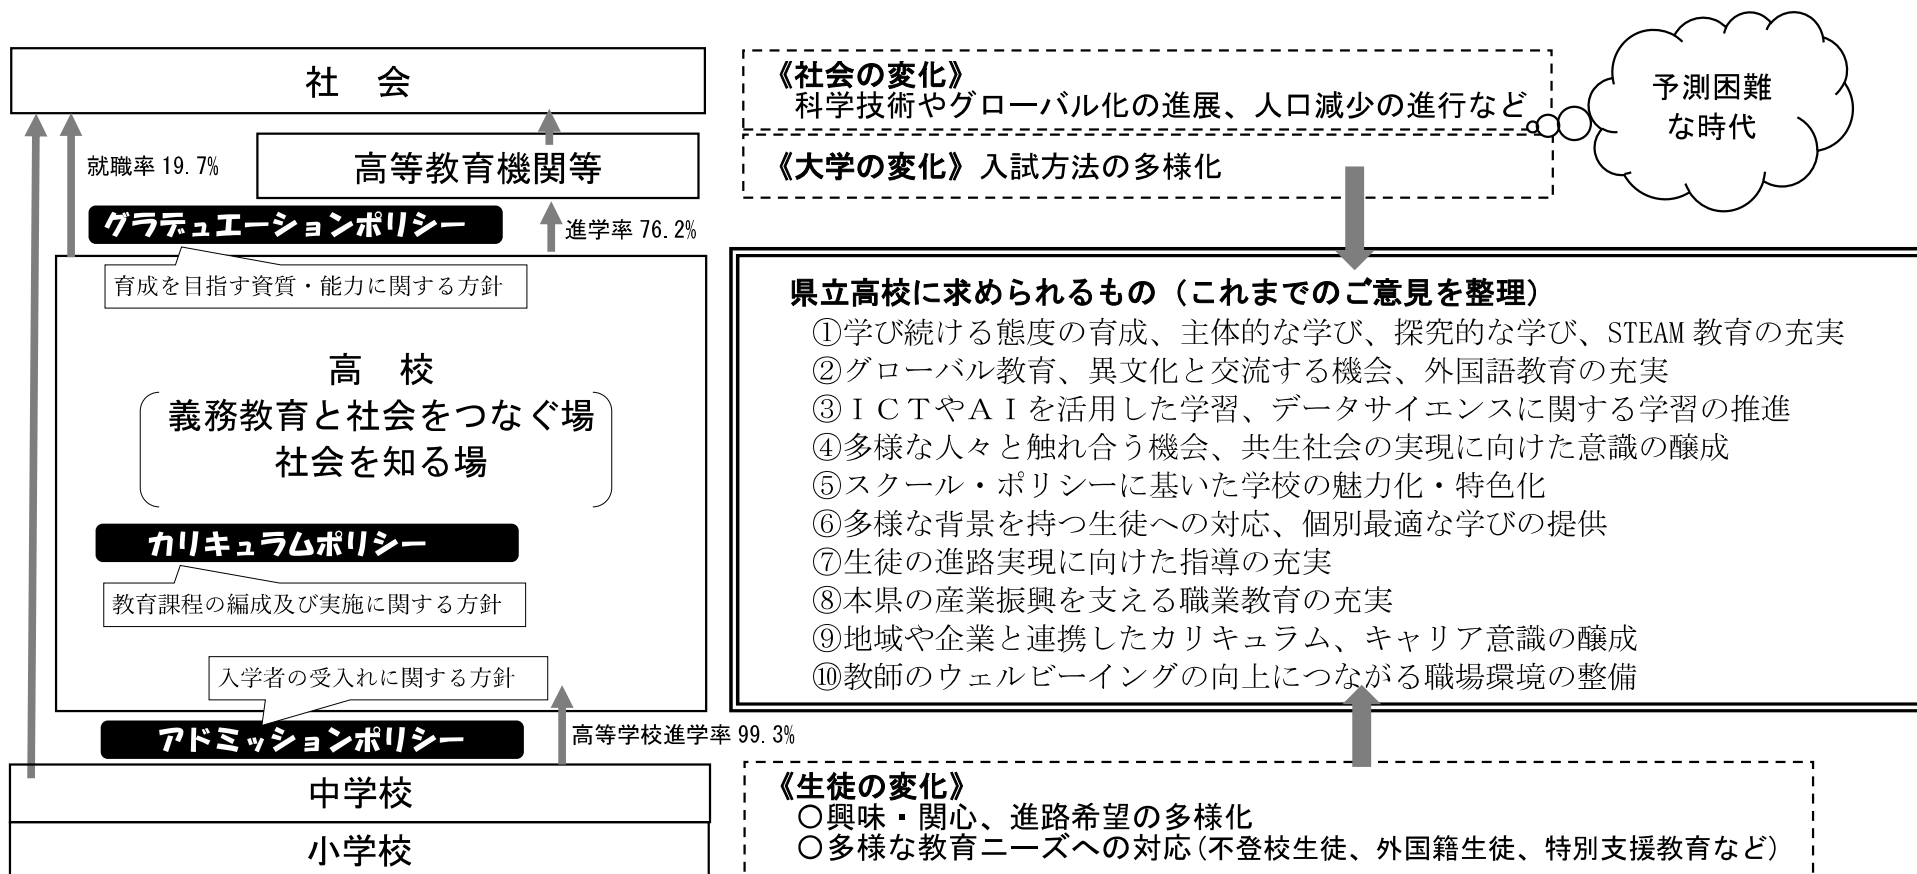 社　会
就職率 19.7%
高等教育機関等
グラデュエーションポリシー
進学率 76.2%
育成を目指す資質・能力に関する方針
高　校
義務教育と社会をつなぐ場
社会を知る場
カリキュラムポリシー
教育課程の編成及び実施に関する方針
入学者の受入れに関する方針
アドミッションポリシー
高等学校進学率 99.3%
中学校
小学校
《社会の変化》
科学技術やグローバル化の進展、人口減少の進行など
《大学の変化》入試方法の多様化
予測困難
な時代
県立高校に求められるもの（これまでのご意見を整理）
①学び続ける態度の育成、主体的な学び、探究的な学び、STEAM 教育の充実
②グローバル教育、異文化と交流する機会、外国語教育の充実
③ＩＣＴやＡＩを活用した学習、データサイエンスに関する学習の推進
④多様な人々と触れ合う機会、共生社会の実現に向けた意識の醸成
⑤スクール・ポリシーに基いた学校の魅力化・特色化
⑥多様な背景を持つ生徒への対応、個別最適な学びの提供
⑦生徒の進路実現に向けた指導の充実
⑧本県の産業振興を支える職業教育の充実
⑨地域や企業と連携したカリキュラム、キャリア意識の醸成
⑩教師のウェルビーイングの向上につながる職場環境の整備
《生徒の変化》
○興味・関心、進路希望の多様化
○多様な教育ニーズへの対応(不登校生徒、外国籍生徒、特別支援教育など)